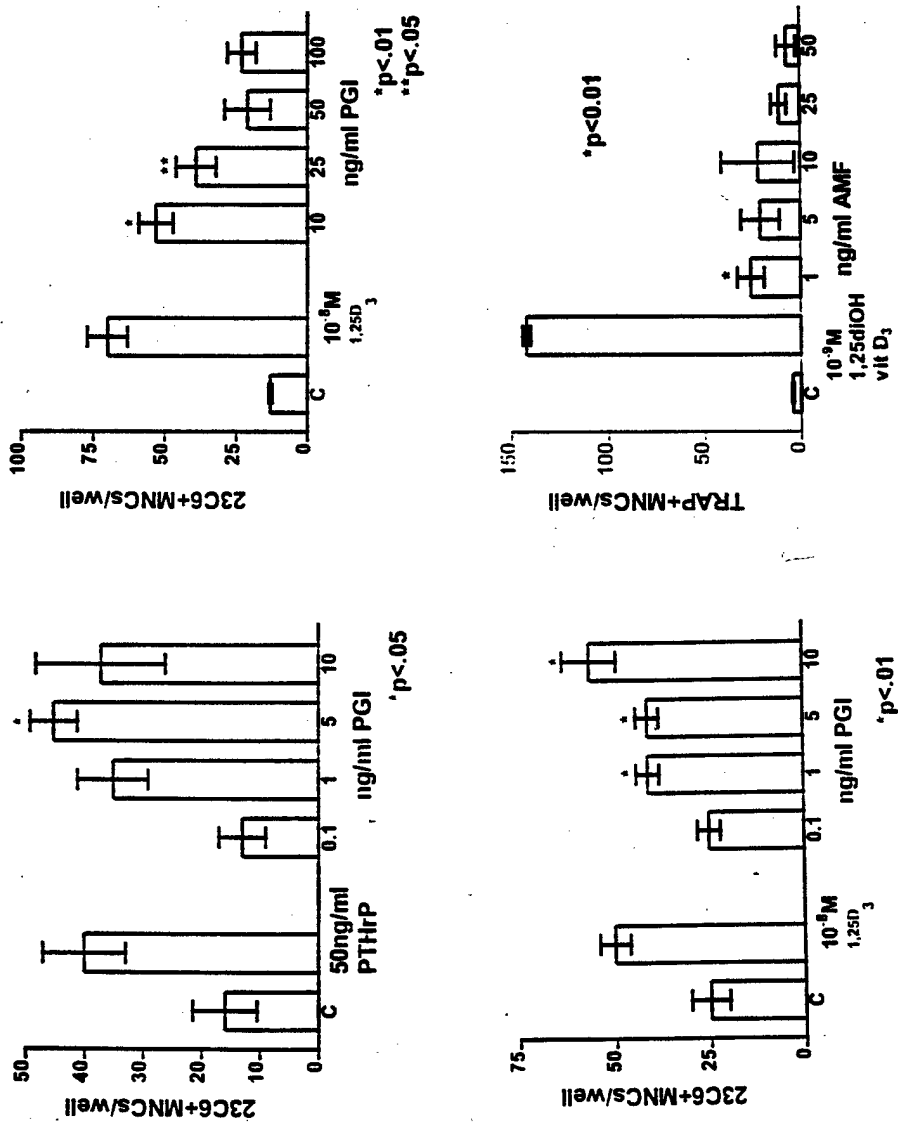 23C6+MNCs/well
50
40
30
20
10
0
*
C
50ng/ml
PTHrP
0.1
1
5
10
ng/ml PGI
*p<.05
23C6+MNCs/well
100
75
50
25
0
*
**
C
10⁻⁸M
1,25D₃
10
25
50
100
ng/ml PGI
*p<.01
**p<.05
23C6+MNCs/well
75
50
25
0
*
*
*
C
10⁻⁸M
1,25D₃
0.1
1
5
10
ng/ml PGI
*p<.01
TRAP+MNCs/well
150
100
50
0
*
*p<0.01
C
10⁻⁹M
1,25diOH
vit D₃
1
5
10
25
50
ng/ml AMF